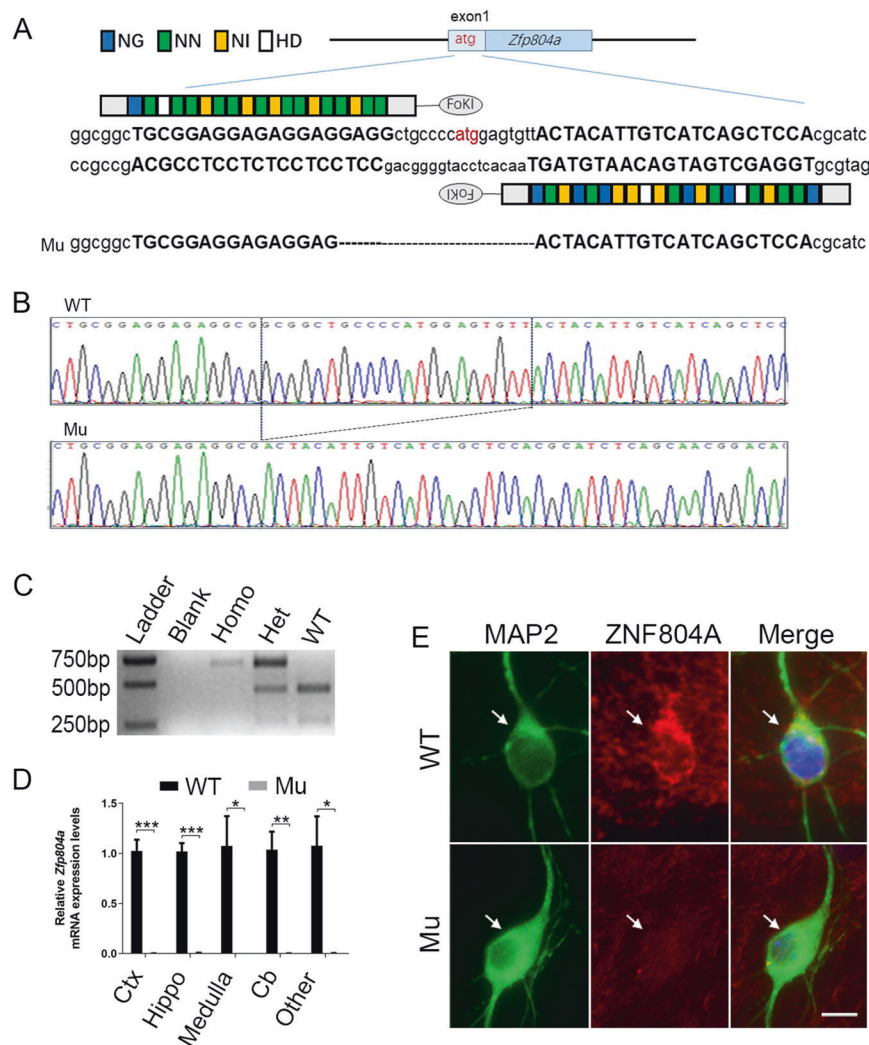 A
exon1
NG NN NI HD
atg Zfp804a
FoKI
ggcggcTGCGGAGGAGAGGAGGAGGctgccccatggagtgttACTACATTGTCATCAGCTCCAcgcatc
ccgccgACGCCTCCTCTCCTCCTCCgacggggtacctcacaaTGATGTAACAGTAGTCGAGGTgcgtag
FoKI
Mu ggcggcTGCGGAGGAGAGGAG--------------------------ACTACATTGTCATCAGCTCCAcgcatc
B
WT
CTGCGGAGGAGAGGCGGCGGCTGCCCCATGGAGTGTTACTACATTGTCATCAGCTCC
Mu
CTGCGGAGGAGAGGCGACTACATTGTCATCAGCTCCACGCATCTCAGCAACGGACAC
C
Ladder Blank Homo Het WT
750bp
500bp
250bp
D
WT Mu
Relative Zfp804a
mRNA expression levels
1.5
1.0
0.5
0.0
*** *** * ** *
Ctx Hippo Medulla Cb Other
E
MAP2 ZNF804A Merge
WT
Mu